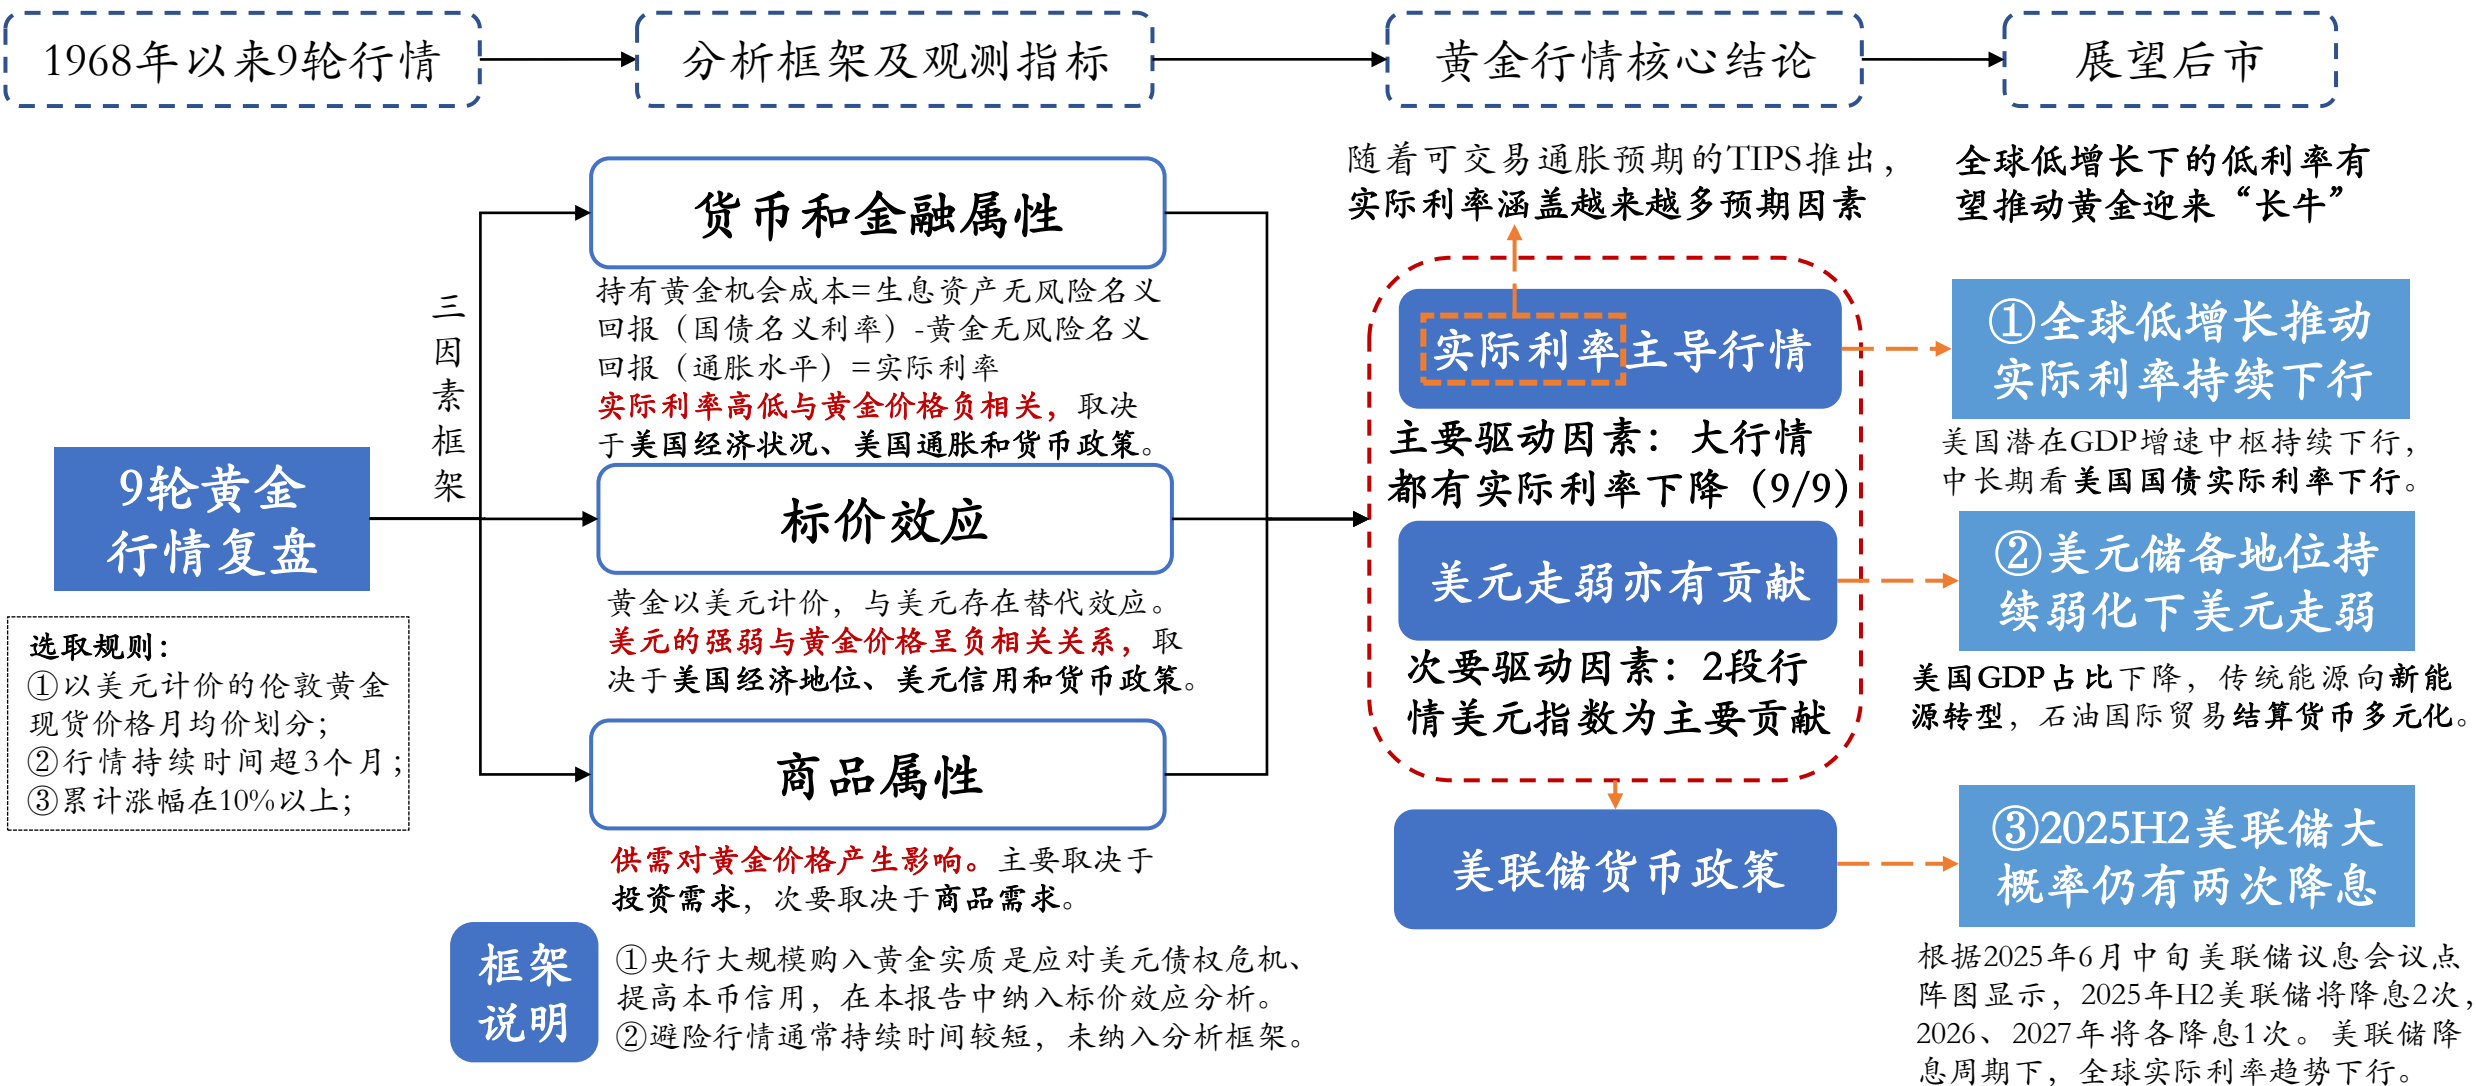 1968年以来9轮行情
分析框架及观测指标
黄金行情核心结论
展望后市
9轮黄金
行情复盘
选取规则：
①以美元计价的伦敦黄金
现货价格月均价划分；
②行情持续时间超3个月；
③累计涨幅在10%以上；
三
因
素
框
架
货币和金融属性
持有黄金机会成本=生息资产无风险名义
回报（国债名义利率）-黄金无风险名义
回报（通胀水平）=实际利率
实际利率高低与黄金价格负相关，取决
于美国经济状况、美国通胀和货币政策。
标价效应
黄金以美元计价，与美元存在替代效应。
美元的强弱与黄金价格呈负相关关系，取
决于美国经济地位、美元信用和货币政策。
商品属性
供需对黄金价格产生影响。主要取决于
投资需求，次要取决于商品需求。
框架
说明
①央行大规模购入黄金实质是应对美元债权危机、
提高本币信用，在本报告中纳入标价效应分析。
②避险行情通常持续时间较短，未纳入分析框架。
随着可交易通胀预期的TIPS推出，
实际利率涵盖越来越多预期因素
实际利率主导行情
主要驱动因素：大行情
都有实际利率下降（9/9）
美元走弱亦有贡献
次要驱动因素：2段行
情美元指数为主要贡献
美联储货币政策
全球低增长下的低利率有
望推动黄金迎来“长牛”
①全球低增长推动
实际利率持续下行
美国潜在GDP增速中枢持续下行，
中长期看美国国债实际利率下行。
②美元储备地位持
续弱化下美元走弱
美国GDP占比下降，传统能源向新能
源转型，石油国际贸易结算货币多元化。
③2025H2美联储大
概率仍有两次降息
根据2025年6月中旬美联储议息会议点
阵图显示，2025年H2美联储将降息2次，
2026、2027年将各降息1次。美联储降
息周期下，全球实际利率趋势下行。